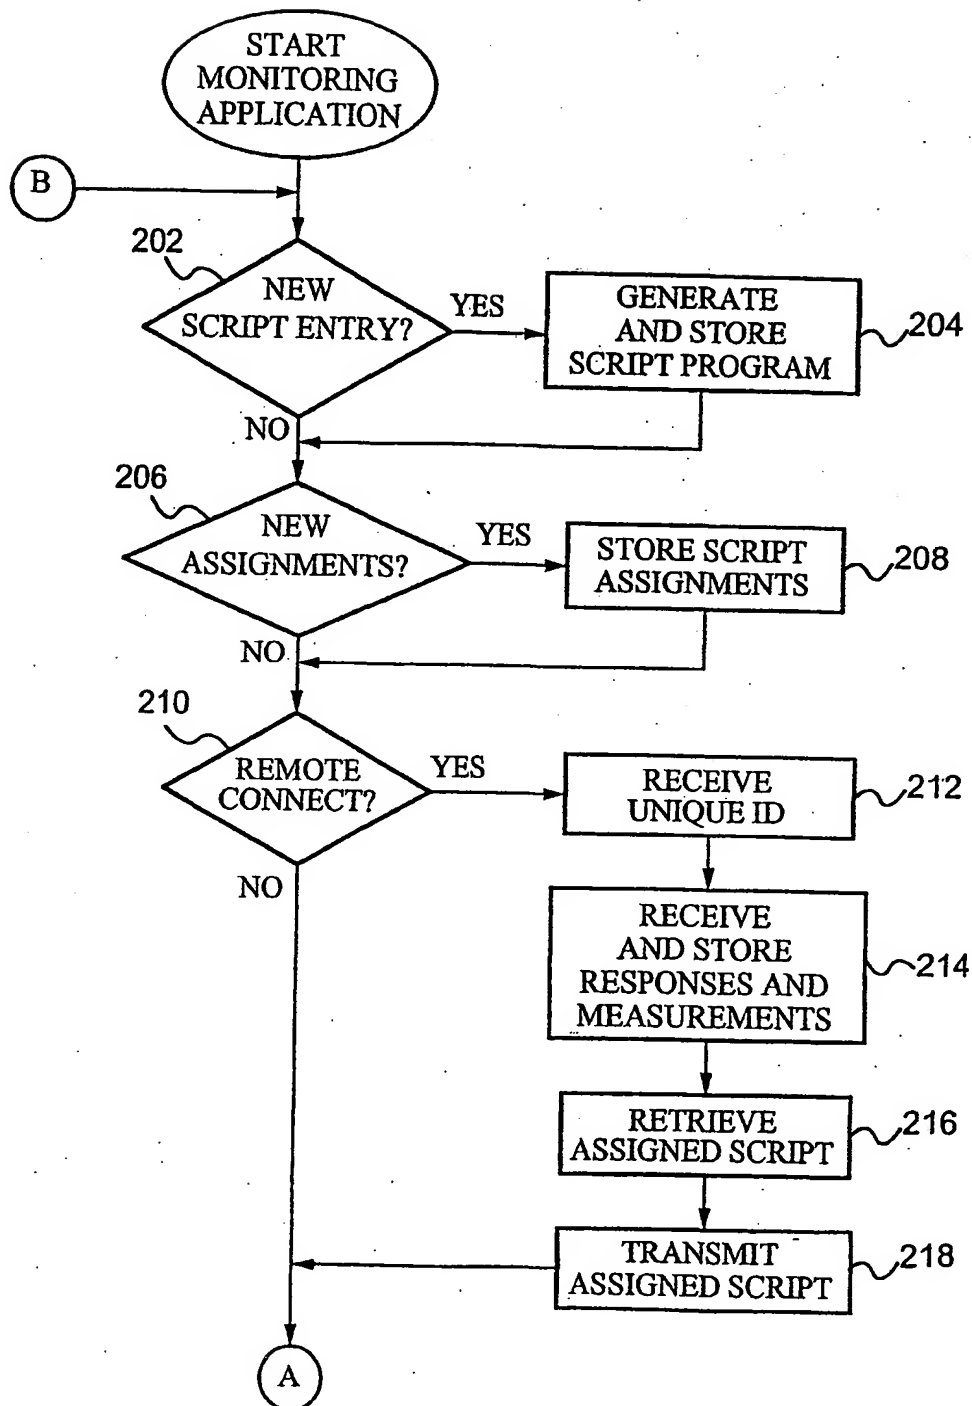 START
MONITORING
APPLICATION
B
202
NEW
SCRIPT ENTRY?
YES
GENERATE
AND STORE
SCRIPT PROGRAM
204
NO
206
NEW
ASSIGNMENTS?
YES
STORE SCRIPT
ASSIGNMENTS
208
NO
210
REMOTE
CONNECT?
YES
RECEIVE
UNIQUE ID
212
NO
RECEIVE
AND STORE
RESPONSES AND
MEASUREMENTS
214
RETRIEVE
ASSIGNED SCRIPT
216
TRANSMIT
ASSIGNED SCRIPT
218
A